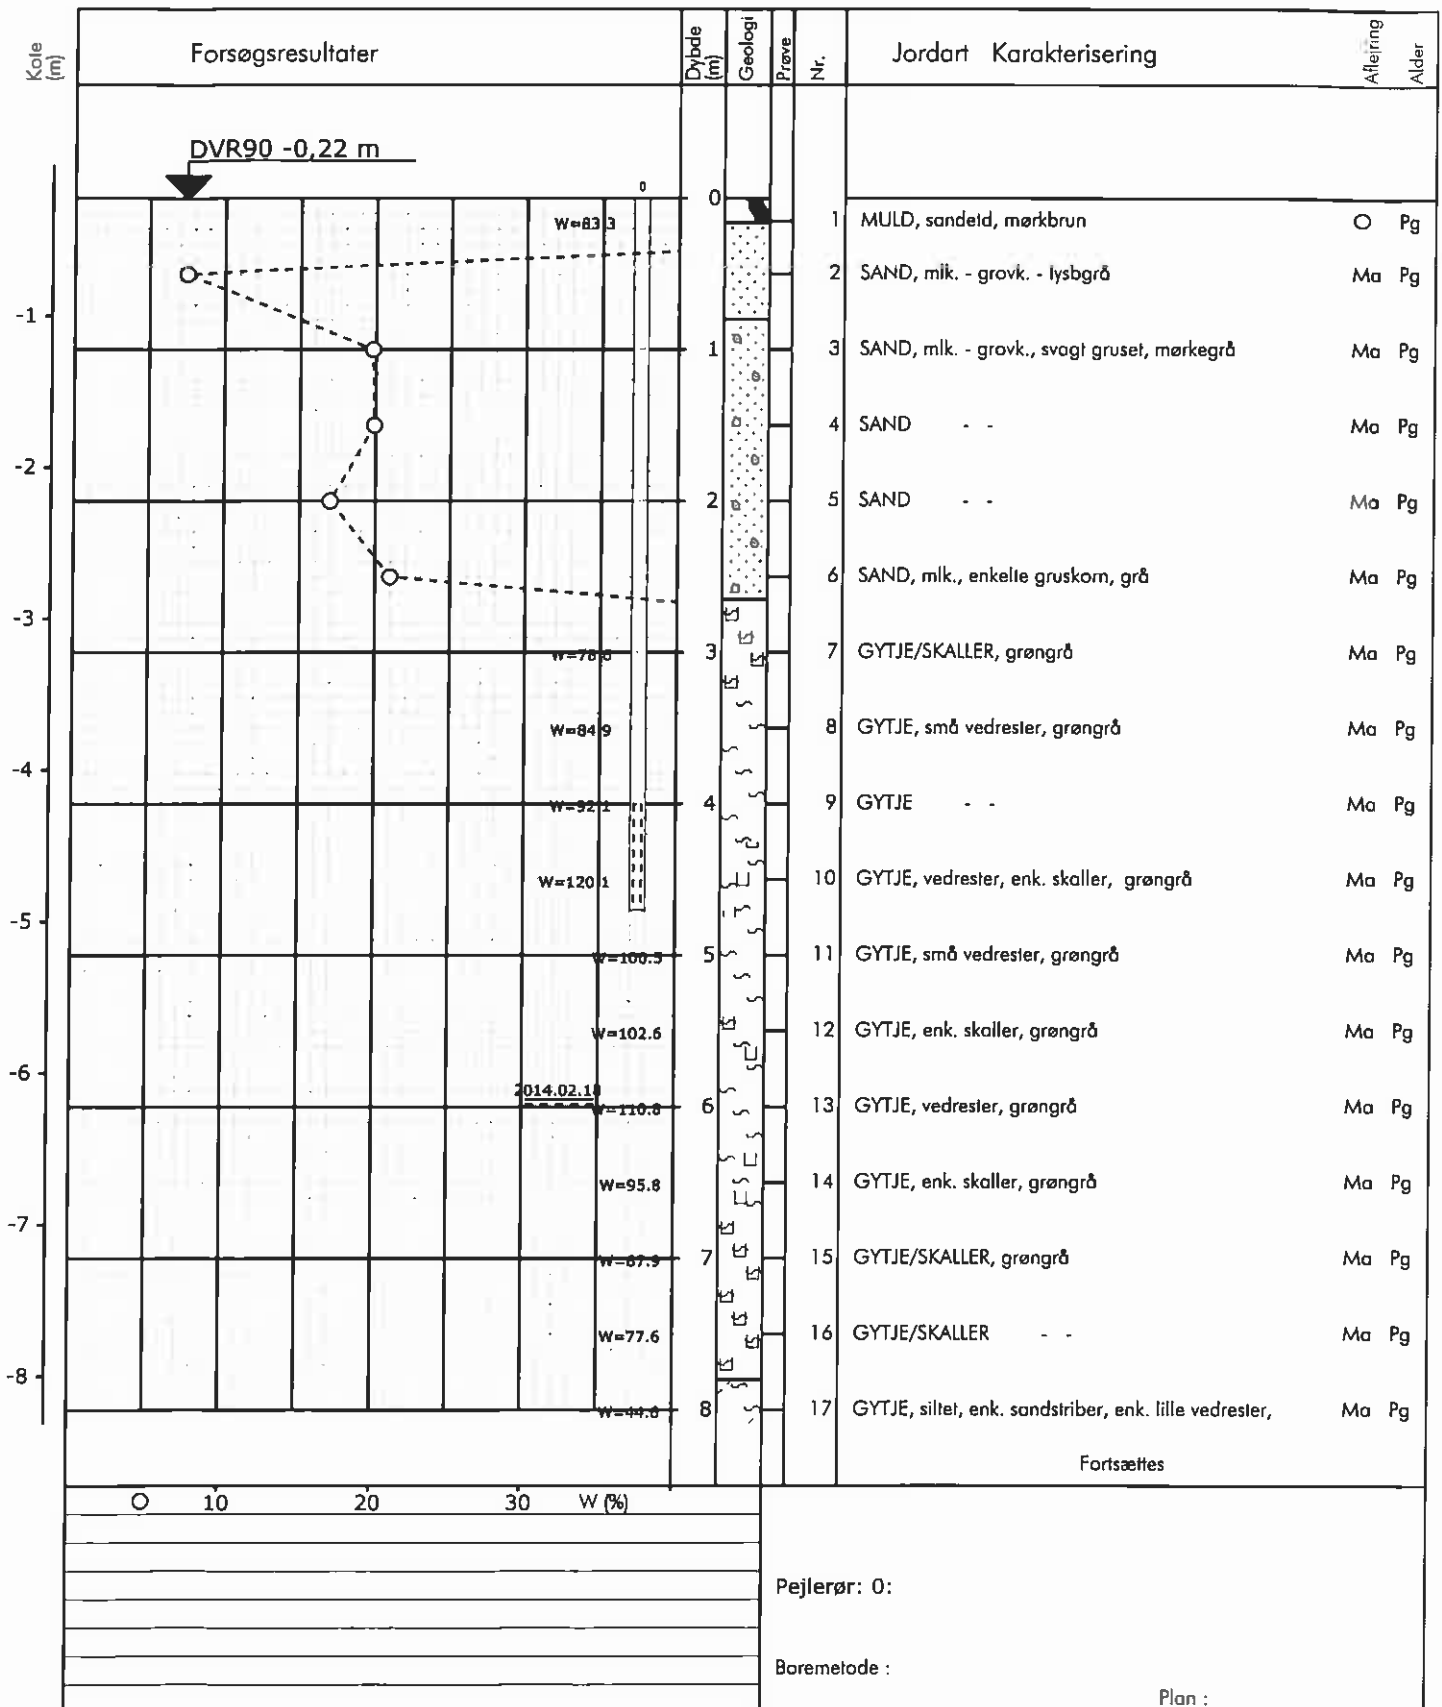 Kote (m)
Forsøgsresultater
Dybde (m)
Geologi
Prøve
Nr.
Jordart Karakterisering
Aflejring
Alder
DVR90 -0,22 m
0
0
W=83.3
1 MULD, sandetd, mørkbrun O Pg
2 SAND, mlk. - grovk. - lysbgrå Ma Pg
-1
1
3 SAND, mlk. - grovk., svagt gruset, mørkegrå Ma Pg
4 SAND - - Ma Pg
-2
2
5 SAND - - Ma Pg
6 SAND, mlk., enkelte gruskorn, grå Ma Pg
-3
3
7 GYTJE/SKALLER, grøngrå Ma Pg
W=84.9
8 GYTJE, små vedrester, grøngrå Ma Pg
-4
W=92.1
4
9 GYTJE - - Ma Pg
W=120.1
10 GYTJE, vedrester, enk. skaller, grøngrå Ma Pg
-5
W=100.5
5
11 GYTJE, små vedrester, grøngrå Ma Pg
W=102.6
12 GYTJE, enk. skaller, grøngrå Ma Pg
-6
2014.02.18
W=110.8
6
13 GYTJE, vedrester, grøngrå Ma Pg
W=95.8
14 GYTJE, enk. skaller, grøngrå Ma Pg
-7
W=87.9
7
15 GYTJE/SKALLER, grøngrå Ma Pg
W=77.6
16 GYTJE/SKALLER - - Ma Pg
-8
8
17 GYTJE, siltet, enk. sandstriber, enk. lille vedrester, Ma Pg
Fortsættes
O 10 20 30 W (%)
Pejlerør: 0:
Boremetode :
Plan :